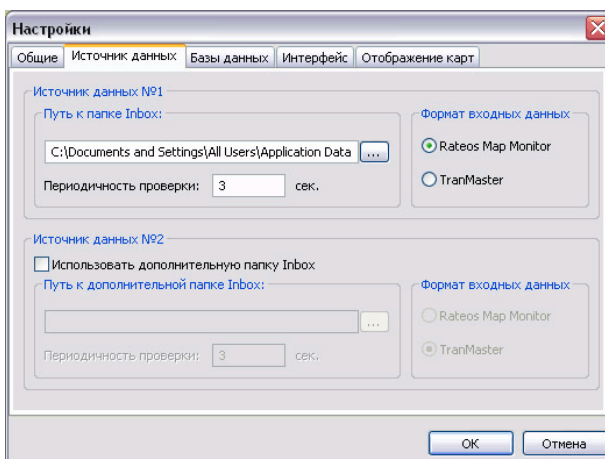 Настройки
Общие Источник данных Базы данных Интерфейс Отображение карт
Источник данных №1
Путь к папке Inbox: Формат входных данных
C:\Documents and Settings\All Users\Application Data ... Rateos Map Monitor
Периодичность проверки: 3 сек. TranMaster
Источник данных №2
Использовать дополнительную папку Inbox
Путь к дополнительной папке Inbox: Формат входных данных
... Rateos Map Monitor
Периодичность проверки: 3 сек. TranMaster
OK Отмена